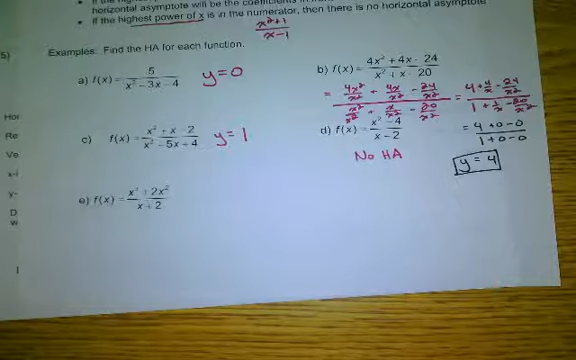 horizontal asymptote will be the coefficients in
• If the highest power of x is in the numerator, then there is no horizontal asymptote
x²+1
x-1
5)
Examples: Find the HA for each function.
a) f(x) = 5 / x² - 3x - 4
y=0
b) f(x) = 4x² + 4x - 24 / x² + x - 20
= 4x²/x² + 4x/x² - 24/x² / x²/x² + x/x² - 20/x² = 4 + 4/x - 24/x² / 1 + 1/x - 20/x²
= 4+0-0 / 1+0-0
y = 4
c) f(x) = x² + x - 2 / x² - 5x - 4
y = 1
d) f(x) = x² - 4 / x - 2
No HA
e) f(x) = x³ + 2x² / x + 2
Hor
Re
Ve
x-i
y-
D
w